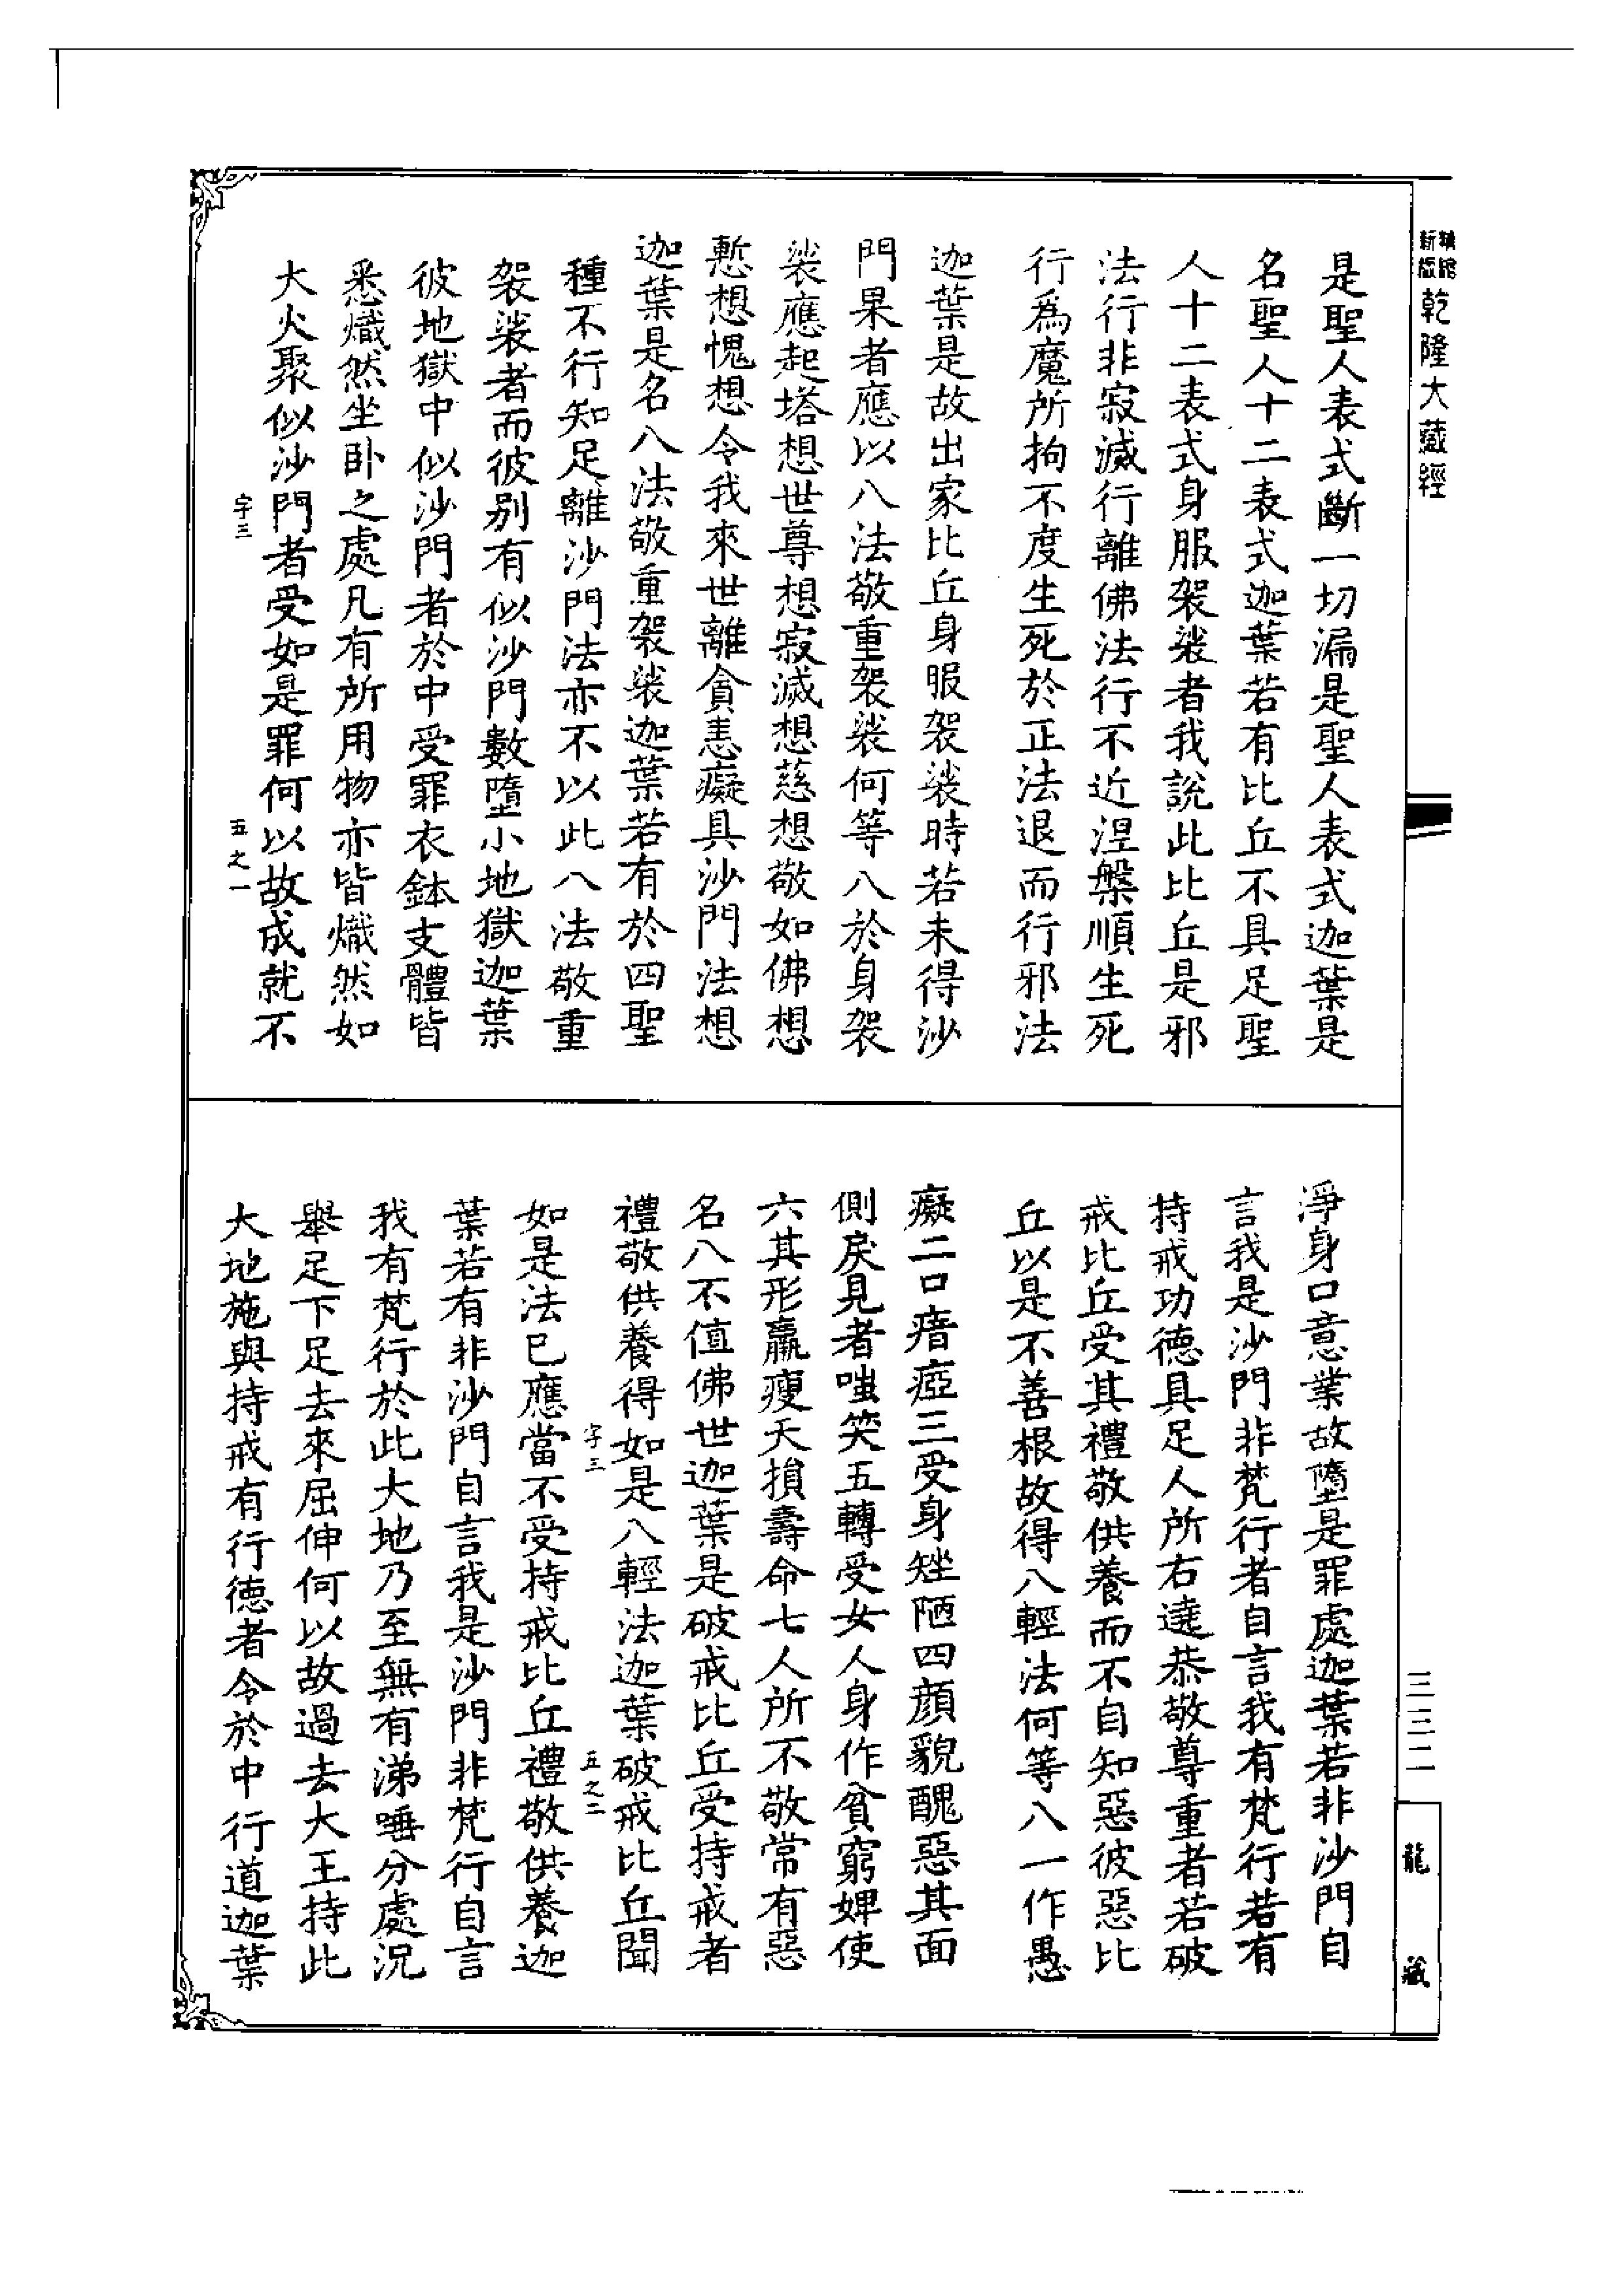 乾隆大藏經
是聖人表式斷一切漏是聖人表式迦葉是
名聖人十二表式迦葉若有比丘不具足聖
人十二表式身服袈裟者我説此比丘是邪
法行非寂滅行離佛法行不近涅槃順生死
行爲魔所拘不度生死於正法退而行邪法
迦葉是故出家比丘身服袈裟時若未得沙
門果者應以八法敬重袈裟何等八於身袈
裟應起塔想世尊想寂滅想慈想敬如佛想
慙想愧想令我來世離貪恚癡具沙門法想
迦葉是名八法敬重袈裟迦葉若有於四聖
種不行知足離沙門法亦不以此八法敬重
袈裟者而彼别有似沙門數墮小地獄迦葉
彼地獄中似沙門者於中受罪衣鉢支體皆
悉熾然坐卧之處凡有所用物亦皆熾然如
大火聚似沙門者受如是罪何以故成就不
字三
五之一
淨身口意業故墮是罪處迦葉若非沙門自
言我是沙門非梵行者自言我有梵行若有
持戒功德具足人所右遶恭敬尊重者若破
戒比丘受其禮敬供養而不自知惡彼惡比
丘以是不善根故得八輕法何等八一作愚
癡二口瘖瘂三受身矬陋四顔貌醜惡其面
側戾見者嗤笑五轉受女人身作貧窮婢使
六其形羸瘦夭損壽命七人所不敬常有惡
名八不值佛世迦葉是破戒比丘受持戒者
禮敬供養得如是八輕法迦葉破戒比丘聞
字三
五之二
如是法已應當不受持戒比丘禮敬供養迦
葉若有非沙門自言我是沙門非梵行自言
我有梵行於此大地乃至無有涕唾分處況
舉足下足去來屈伸何以故過去大王持此
大地施與持戒有行德者令於中行道迦葉
三三二
龍藏